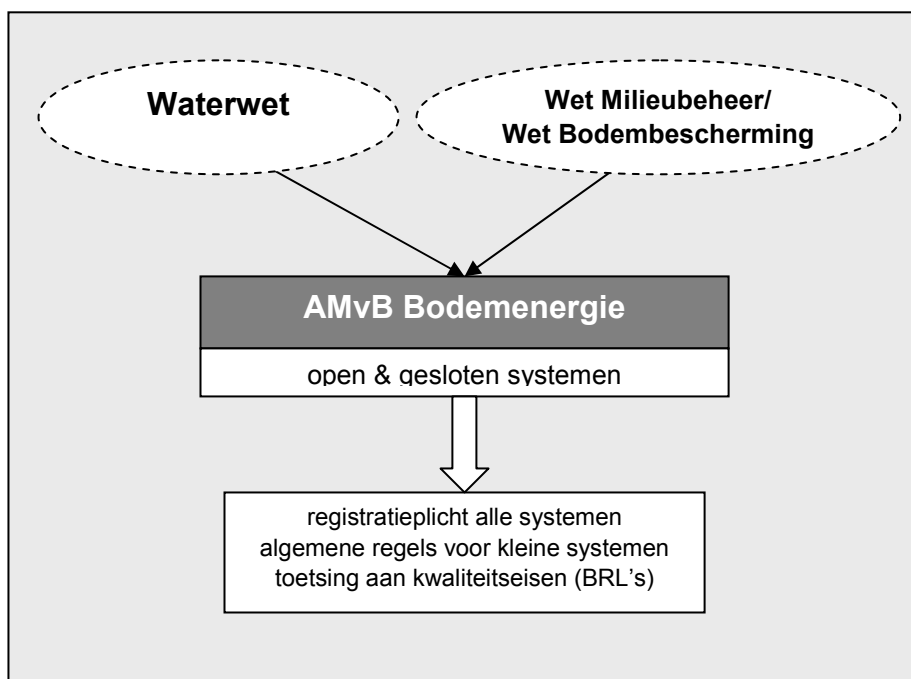 Waterwet
Wet Milieubeheer/
Wet Bodembescherming
AMvB Bodemenergie
open & gesloten systemen
registratieplicht alle systemen
algemene regels voor kleine systemen
toetsing aan kwaliteitseisen (BRL's)